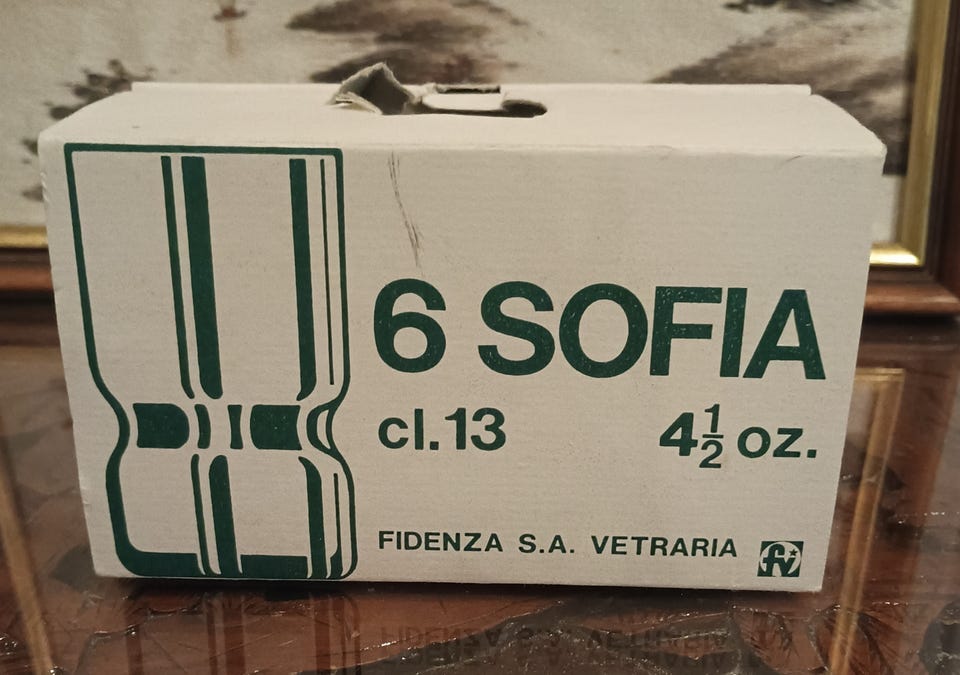 6 SOFIA
cl.13 4½ oz.
FIDENZA S.A. VETRARIA fv